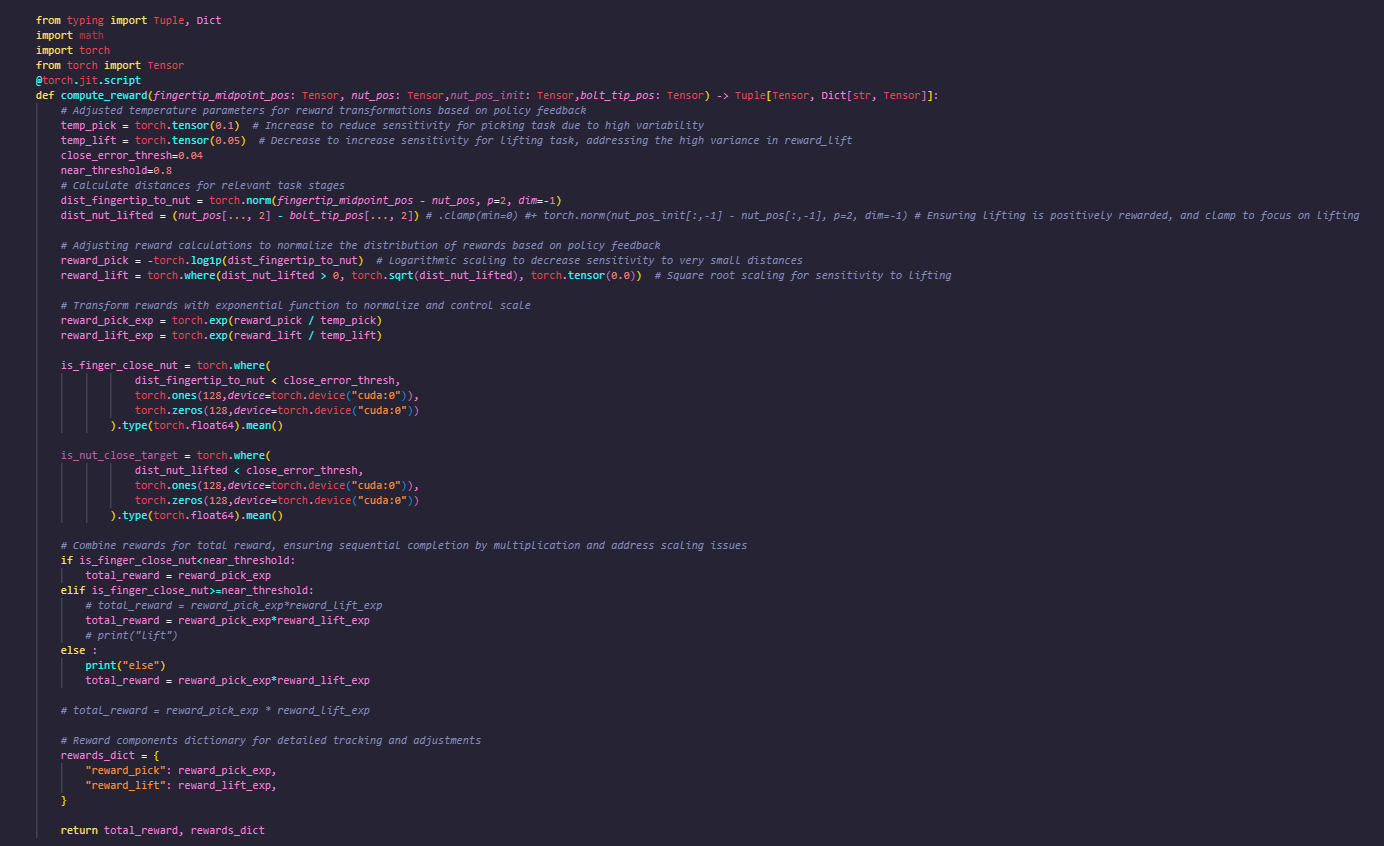 from typing import Tuple, Dict
import math
import torch
from torch import Tensor
@torch.jit.script
def compute_reward(fingertip_midpoint_pos: Tensor, nut_pos: Tensor,nut_pos_init: Tensor,bolt_tip_pos: Tensor) -> Tuple[Tensor, Dict[str, Tensor]]:
    # Adjusted temperature parameters for reward transformations based on policy feedback
    temp_pick = torch.tensor(0.1)  # Increase to reduce sensitivity for picking task due to high variability
    temp_lift = torch.tensor(0.05)  # Decrease to increase sensitivity for lifting task, addressing the high variance in reward_lift
    close_error_thresh=0.04
    near_threshold=0.8
    # Calculate distances for relevant task stages
    dist_fingertip_to_nut = torch.norm(fingertip_midpoint_pos - nut_pos, p=2, dim=-1)
    dist_nut_lifted = (nut_pos[..., 2] - bolt_tip_pos[..., 2]) # .clamp(min=0) #+ torch.norm(nut_pos_init[:,-1] - nut_pos[:,-1], p=2, dim=-1) # Ensuring lifting is positively rewarded, and clamp to focus on lifting

    # Adjusting reward calculations to normalize the distribution of rewards based on policy feedback
    reward_pick = -torch.log1p(dist_fingertip_to_nut)  # Logarithmic scaling to decrease sensitivity to very small distances
    reward_lift = torch.where(dist_nut_lifted > 0, torch.sqrt(dist_nut_lifted), torch.tensor(0.0))  # Square root scaling for sensitivity to lifting

    # Transform rewards with exponential function to normalize and control scale
    reward_pick_exp = torch.exp(reward_pick / temp_pick)
    reward_lift_exp = torch.exp(reward_lift / temp_lift)

    is_finger_close_nut = torch.where(
                dist_fingertip_to_nut < close_error_thresh,
                torch.ones(128,device=torch.device("cuda:0")),
                torch.zeros(128,device=torch.device("cuda:0"))
            ).type(torch.float64).mean()

    is_nut_close_target = torch.where(
                dist_nut_lifted < close_error_thresh,
                torch.ones(128,device=torch.device("cuda:0")),
                torch.zeros(128,device=torch.device("cuda:0"))
            ).type(torch.float64).mean()

    # Combine rewards for total reward, ensuring sequential completion by multiplication and address scaling issues
    if is_finger_close_nut<near_threshold:
        total_reward = reward_pick_exp
    elif is_finger_close_nut>=near_threshold:
        # total_reward = reward_pick_exp*reward_lift_exp
        total_reward = reward_pick_exp*reward_lift_exp
        # print("lift")
    else :
        print("else")
        total_reward = reward_pick_exp*reward_lift_exp

    # total_reward = reward_pick_exp * reward_lift_exp

    # Reward components dictionary for detailed tracking and adjustments
    rewards_dict = {
        "reward_pick": reward_pick_exp,
        "reward_lift": reward_lift_exp,
    }

    return total_reward, rewards_dict